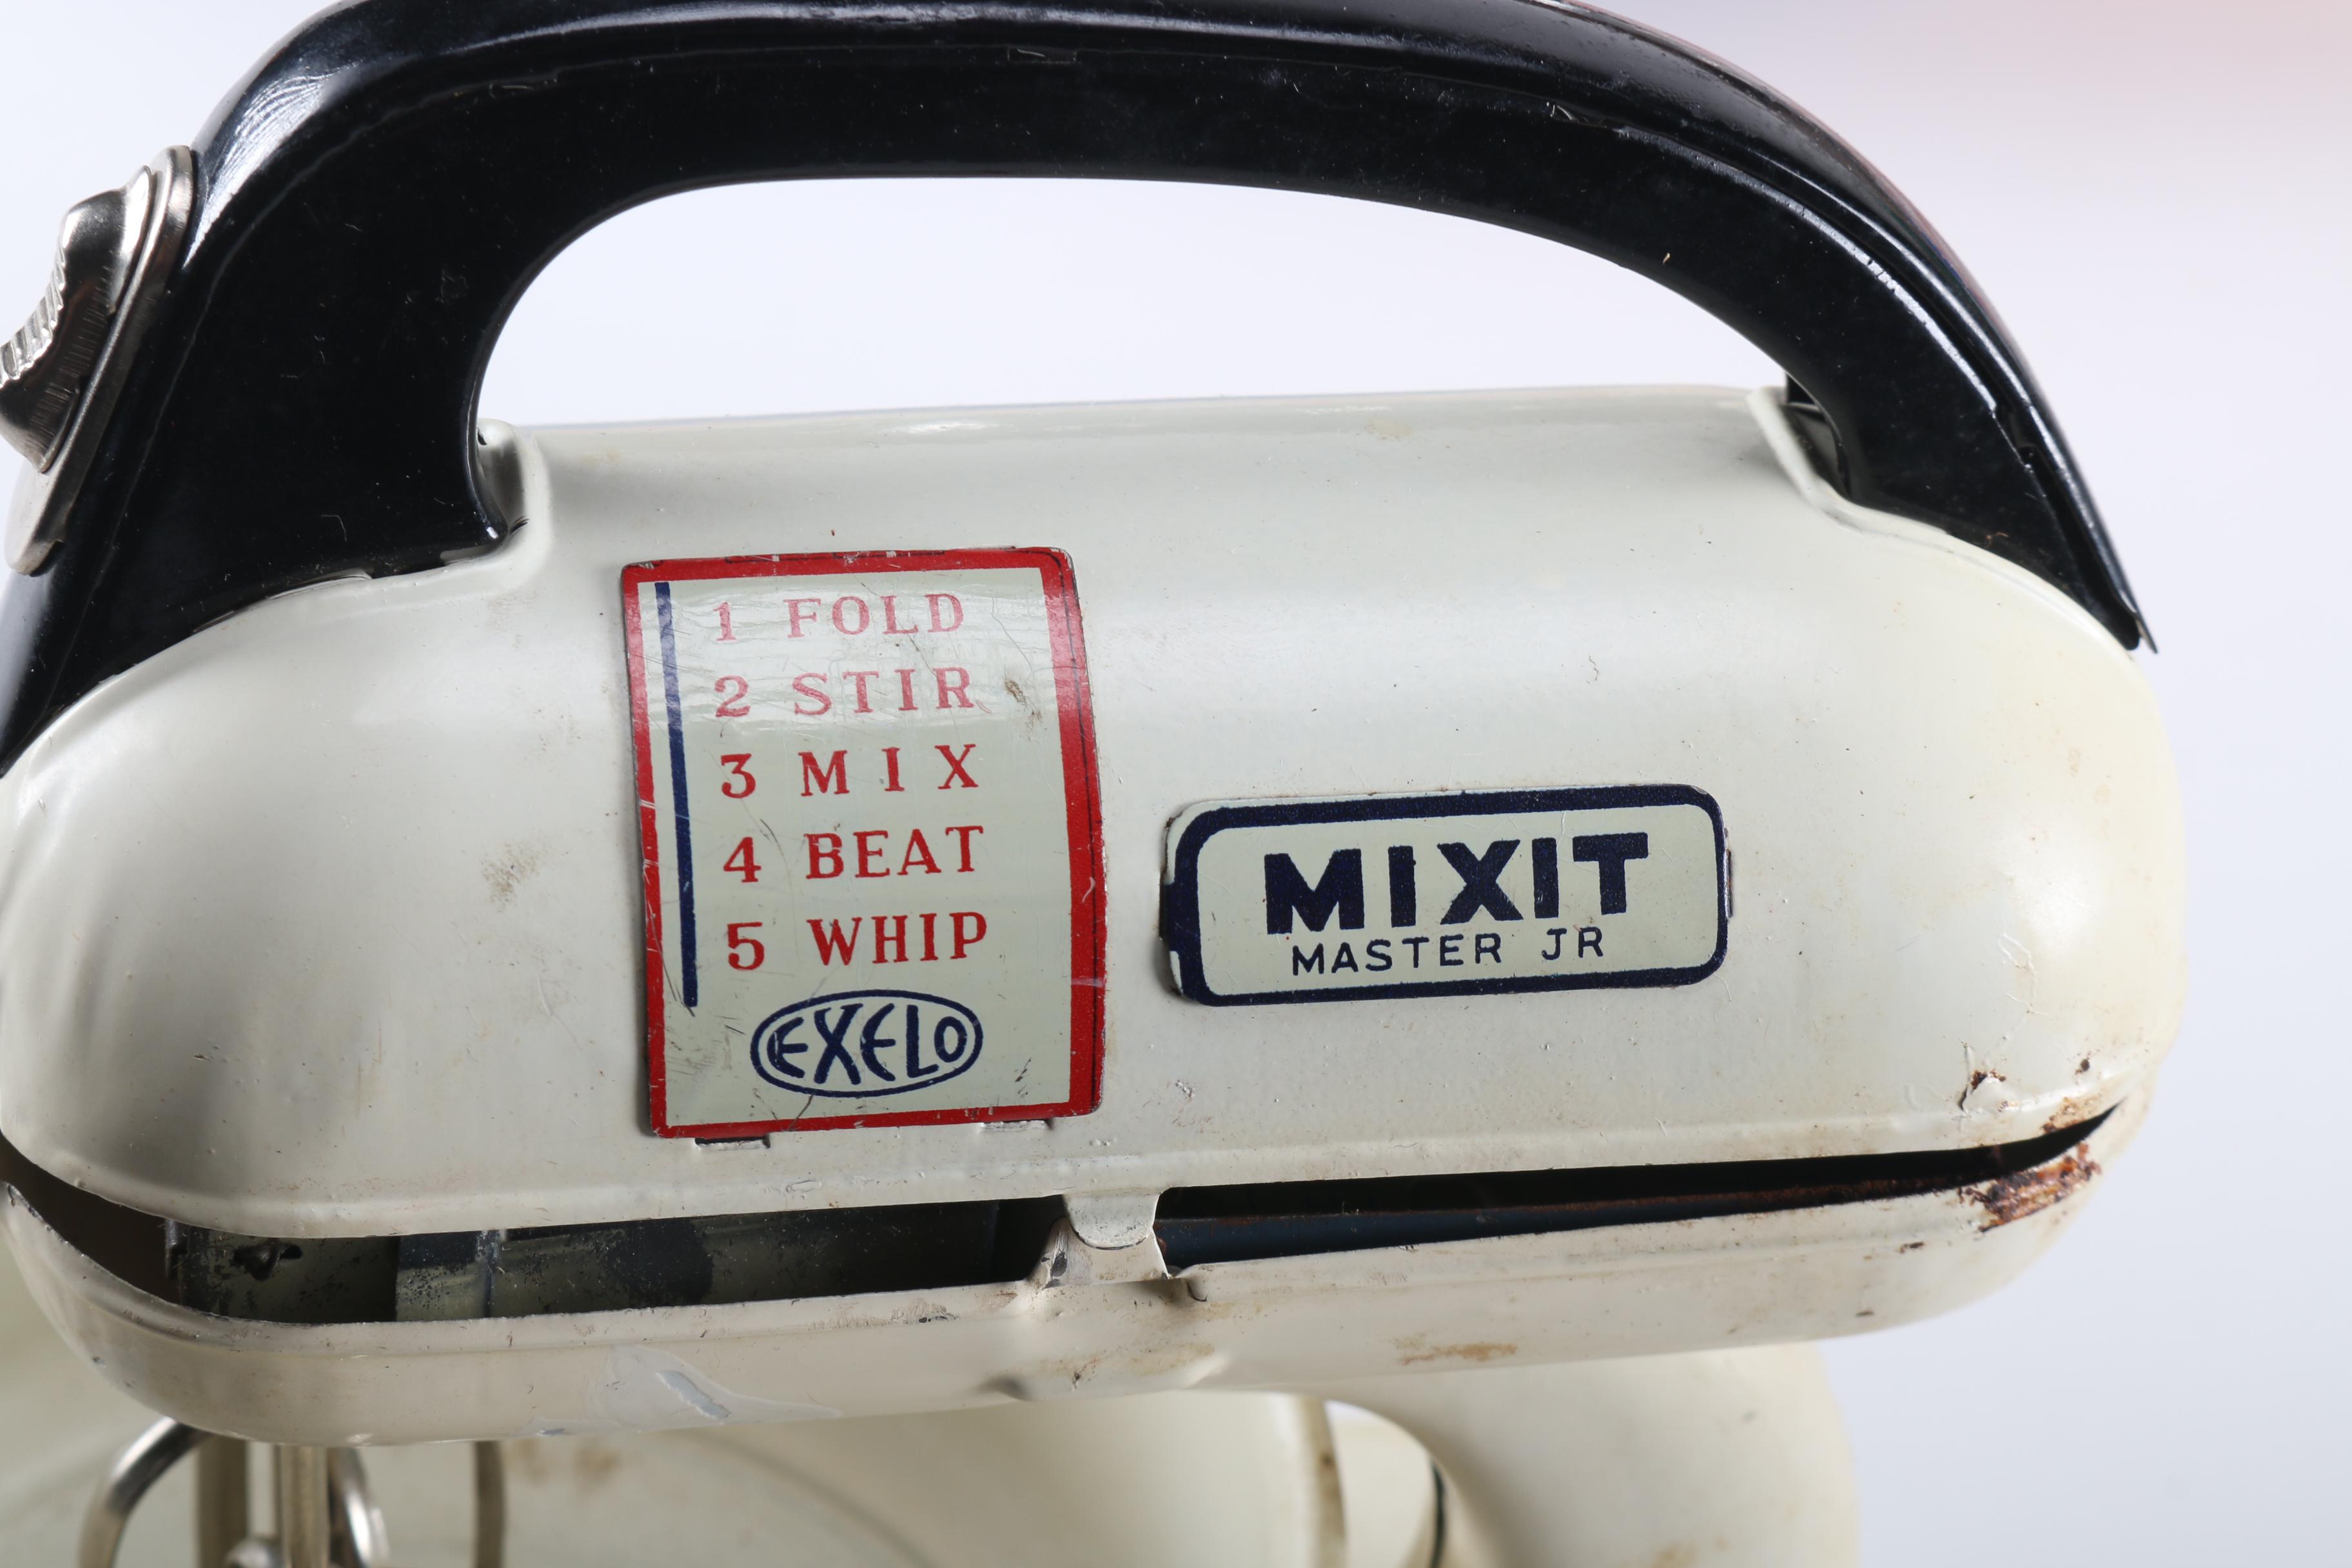 1 FOLD
2 STIR
3 MIX
4 BEAT
5 WHIP
EXELO
MIXIT
MASTER JR